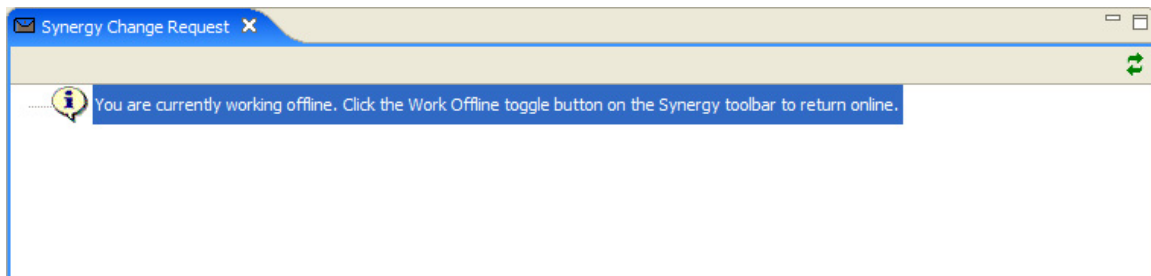 Synergy Change Request
You are currently working offline. Click the Work Offline toggle button on the Synergy toolbar to return online.